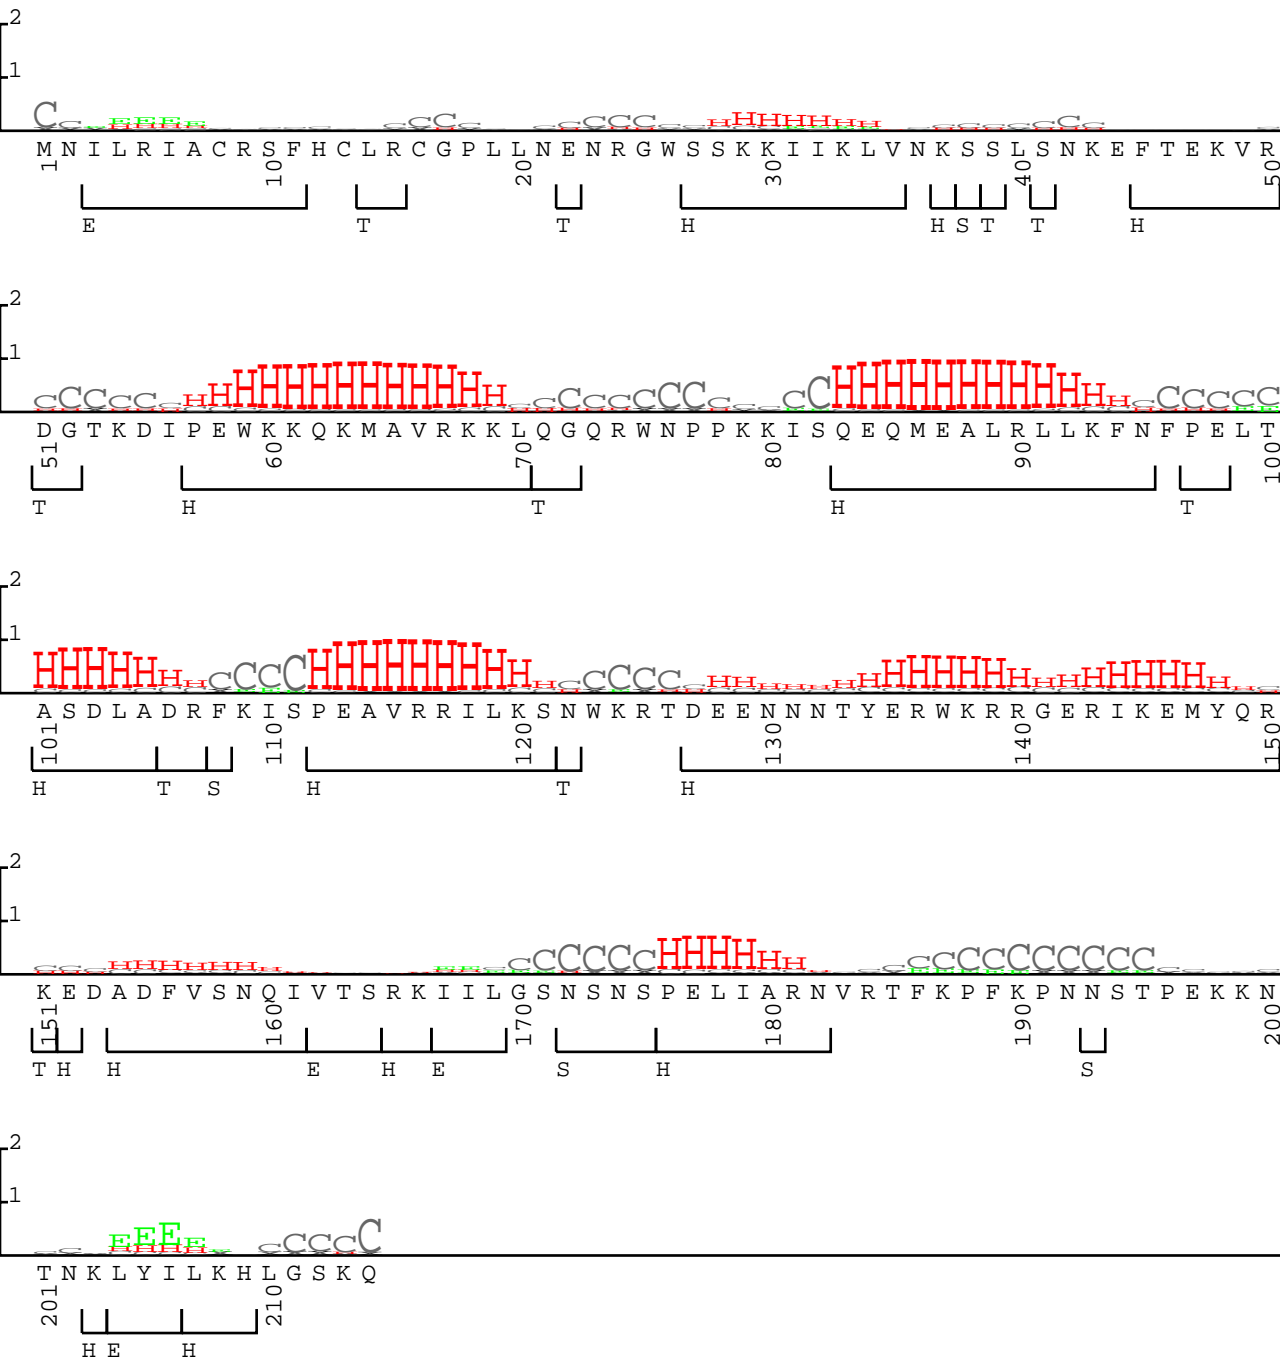 2
1
M N I L R I A C R S F H C L R C G P L L N E N R G W S S K K I I K L V N K S S L S N K E F T E K V R
1 10 20 30 40 50
E T T H H S T T H
2
1
C C C C C H H H H H H H H H H H H H H C C C C C C C C C H H H H H H H H H H H H C C C C C
D G T K D I P E W K K Q K M A V R K K L Q G Q R W N P P K K I S Q E Q M E A L R L L K F N F P E L T
51 60 70 80 90 100
T H T H T
2
1
H H H H H H H C C C C H H H H H H H H H H C C C C C H H H H H H H H H H H H H H H H H
A S D L A D R F K I S P E A V R R I L K S N W K R T D E E N N N T Y E R W K R R G E R I K E M Y Q R
101 110 120 130 140 150
H T S H T H
2
1
K E D A D F V S N Q I V T S R K I I L G S N S N S P E L I A R N V R T F K P F K P N N S T P E K K N
151 160 170 180 190 200
T H H E H E S H S
2
1
E E E E C C C C C
T N K L Y I L K H L G S K Q
201 210
H E H